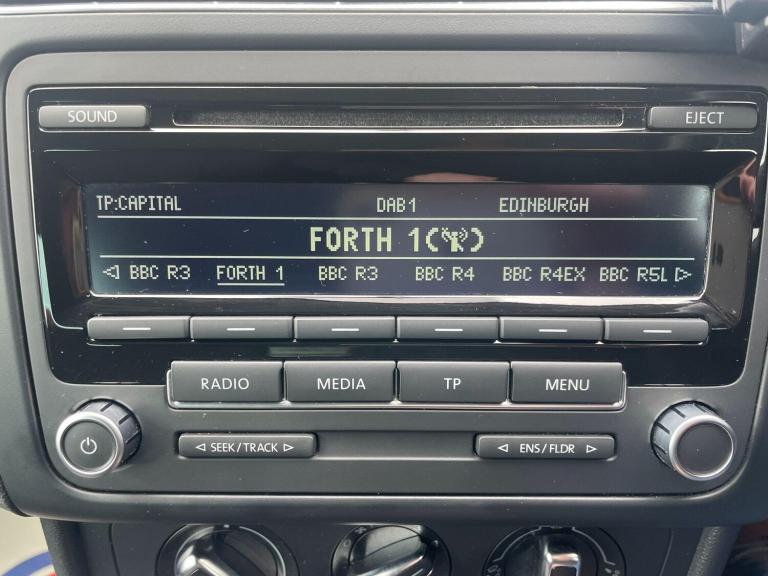 SOUND EJECT
TP:CAPITAL DAB1 EDINBURGH
FORTH 1
BBC R3 FORTH 1 BBC R3 BBC R4 BBC R4EX BBC R5L
RADIO MEDIA TP MENU
SEEK/TRACK ENS/FLDR